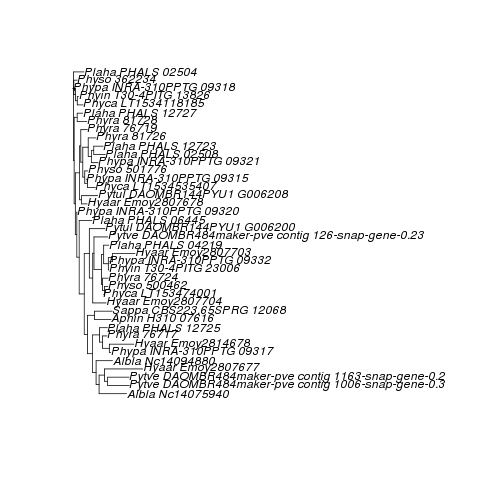 Plaha PHALS 02504
Physo 362234
Phypa INRA-310PPTG 09318
Phyin T30-4PITG 13826
Phyca LT1534118185
Plaha PHALS 12727
Phyra 81728
Phyra 76719
Phyra 81726
Plaha PHALS 12723
Plaha PHALS 02508
Phypa INRA-310PPTG 09321
Physo 501776
Phypa INRA-310PPTG 09315
Phyca LT1534535407
Pytul DAOMBR144PYU1 G006208
Hyaar Emoy2807678
Phypa INRA-310PPTG 09320
Plaha PHALS 06445
Pytul DAOMBR144PYU1 G006200
Pytve DAOMBR484maker-pve contig 126-snap-gene-0.23
Plaha PHALS 04219
Hyaar Emoy2807703
Phypa INRA-310PPTG 09332
Phyin T30-4PITG 23006
Phyra 76724
Physo 500462
Phyca LT153474001
Hyaar Emoy2807704
Sappa CBS223.65SPRG 12068
Aphin H310 07616
Plaha PHALS 12725
Phyra 76717
Hyaar Emoy2814678
Phypa INRA-310PPTG 09317
Albla Nc14094880
Hyaar Emoy2807677
Pytve DAOMBR484maker-pve contig 1163-snap-gene-0.2
Pytve DAOMBR484maker-pve contig 1006-snap-gene-0.3
Albla Nc14075940